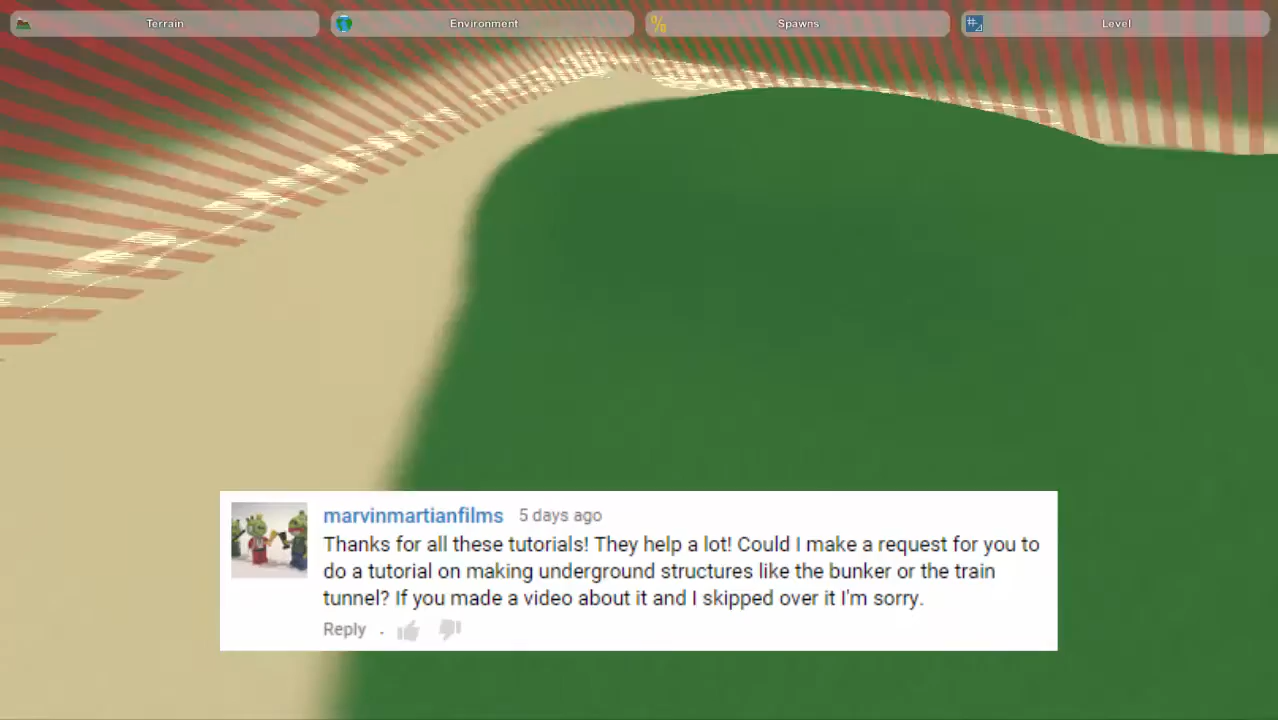 Terrain
Environment
Spawns
Level
marvinmartianfilms 5 days ago
Thanks for all these tutorials! They help a lot! Could I make a request for you to
do a tutorial on making underground structures like the bunker or the train
tunnel? If you made a video about it and I skipped over it I'm sorry.
Reply .